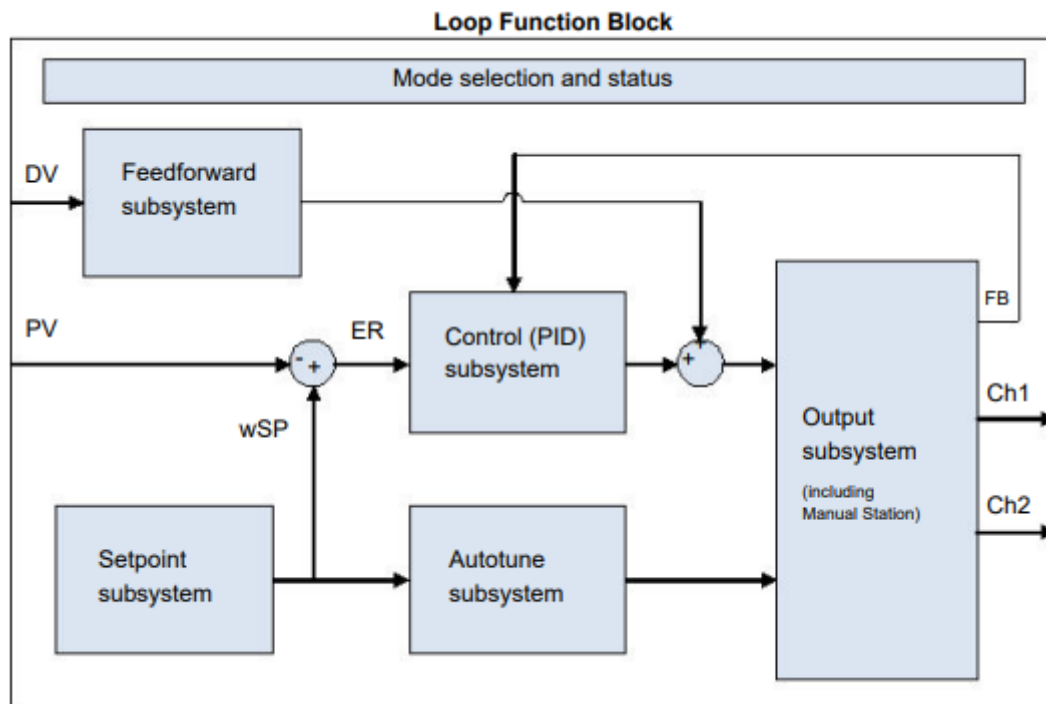 Loop Function Block
Mode selection and status
DV
Feedforward
subsystem
FB
PV
-
+
ER
Control (PID)
subsystem
+
+
Ch1
wSP
Output
subsystem
(including
Manual Station)
Ch2
Setpoint
subsystem
Autotune
subsystem